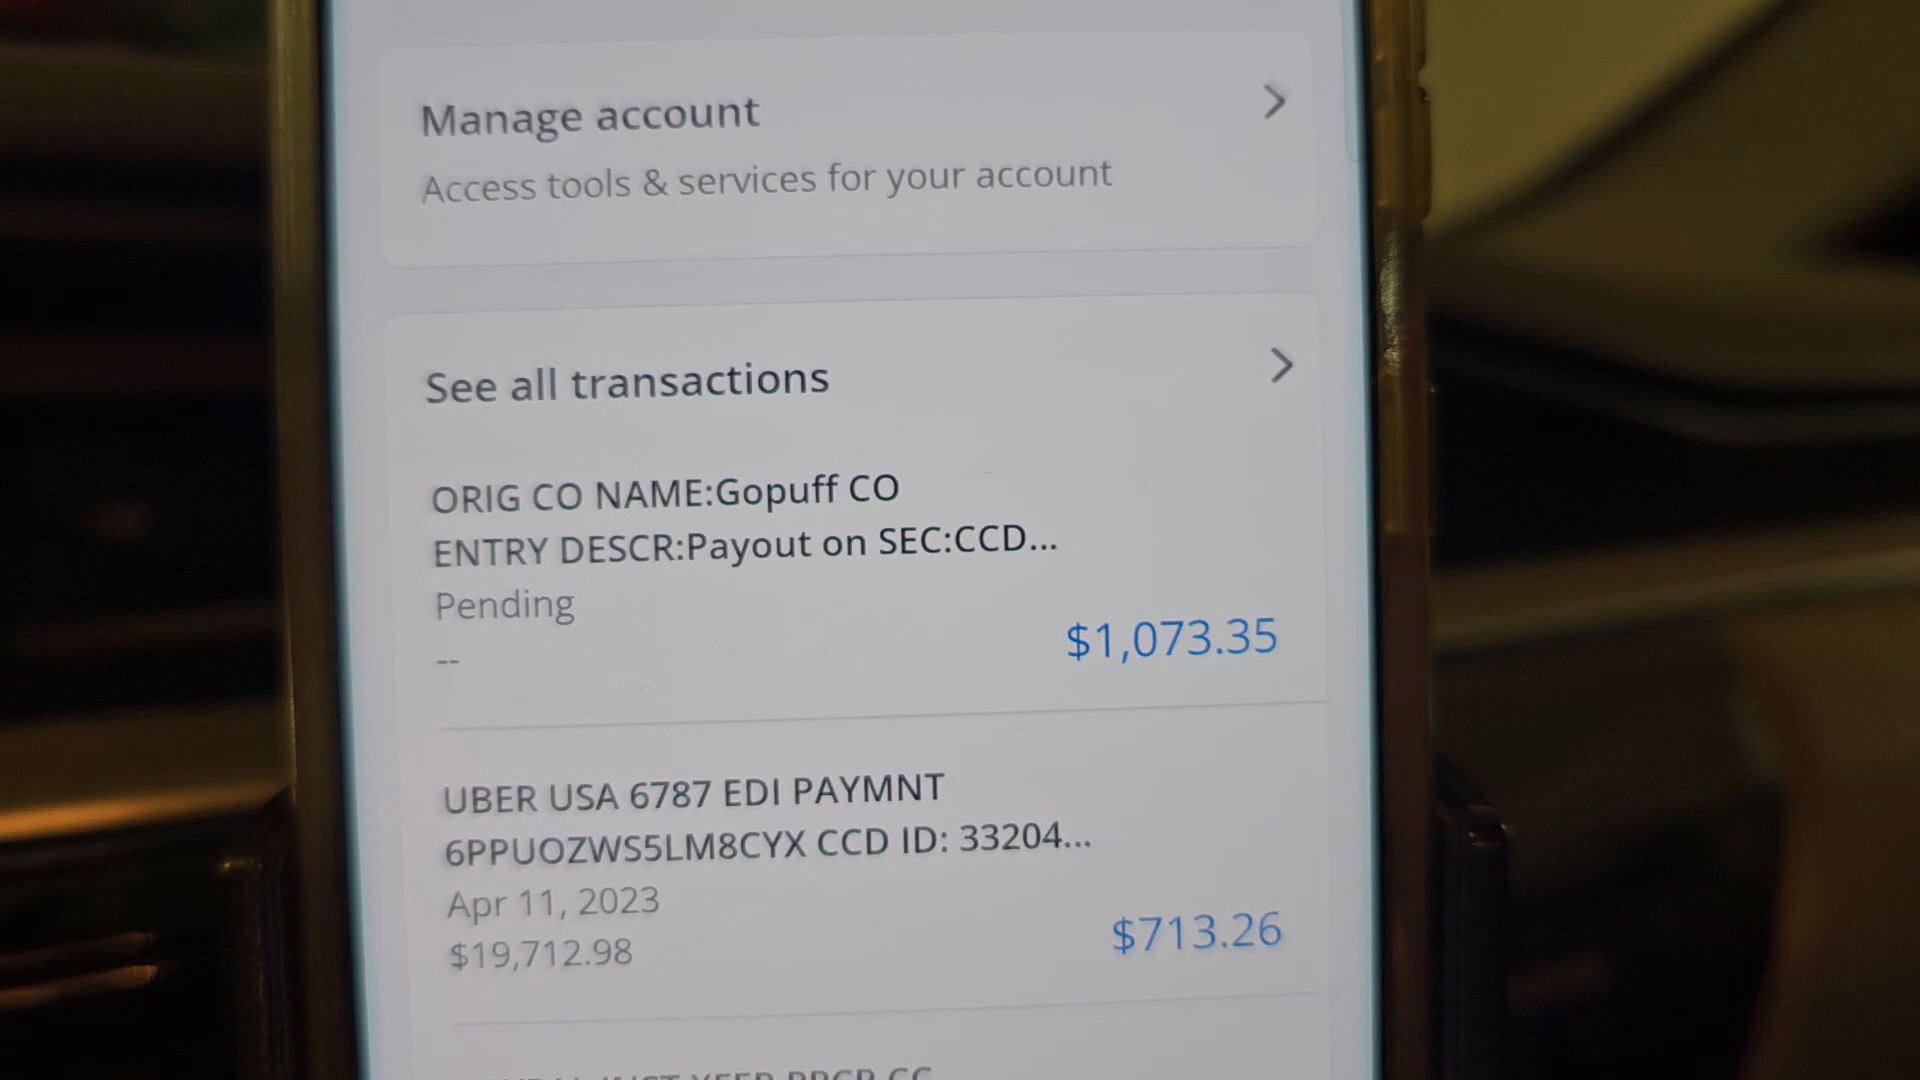 Manage account
Access tools & services for your account
See all transactions
ORIG CO NAME:Gopuff CO
ENTRY DESCR:Payout on SEC:CCD...
Pending
--
$1,073.35
UBER USA 6787 EDI PAYMNT
6PPUOZWS5LM8CYX CCD ID: 33204...
Apr 11, 2023
$19,712.98
$713.26